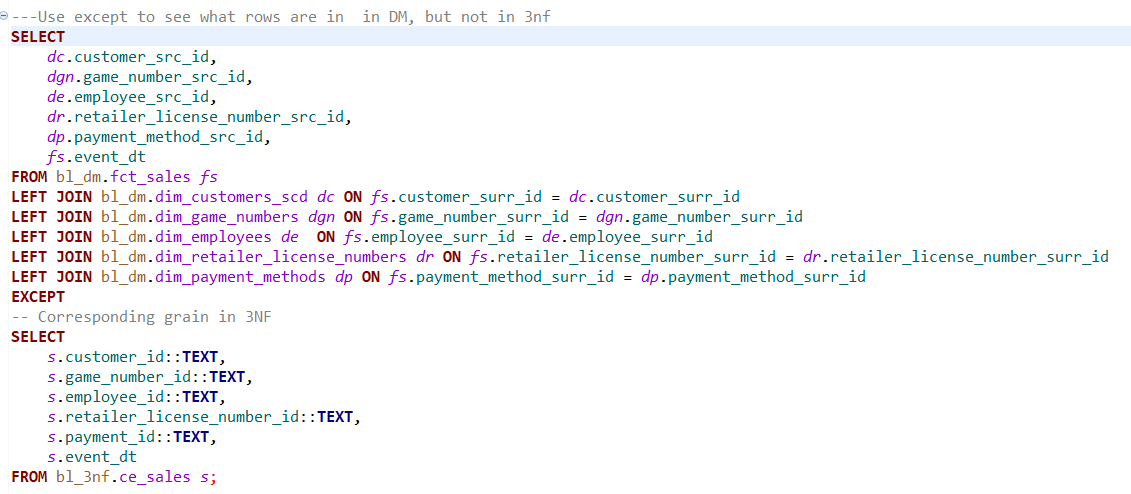 ---Use except to see what rows are in  in DM, but not in 3nf
SELECT
    dc.customer_src_id,
    dgn.game_number_src_id,
    de.employee_src_id,
    dr.retailer_license_number_src_id,
    dp.payment_method_src_id,
    fs.event_dt
FROM bl_dm.fct_sales fs
LEFT JOIN bl_dm.dim_customers_scd dc ON fs.customer_surr_id = dc.customer_surr_id
LEFT JOIN bl_dm.dim_game_numbers dgn ON fs.game_number_surr_id = dgn.game_number_surr_id
LEFT JOIN bl_dm.dim_employees de  ON fs.employee_surr_id = de.employee_surr_id
LEFT JOIN bl_dm.dim_retailer_license_numbers dr ON fs.retailer_license_number_surr_id = dr.retailer_license_number_surr_id
LEFT JOIN bl_dm.dim_payment_methods dp ON fs.payment_method_surr_id = dp.payment_method_surr_id
EXCEPT
-- Corresponding grain in 3NF
SELECT
    s.customer_id::TEXT,
    s.game_number_id::TEXT,
    s.employee_id::TEXT,
    s.retailer_license_number_id::TEXT,
    s.payment_id::TEXT,
    s.event_dt
FROM bl_3nf.ce_sales s;